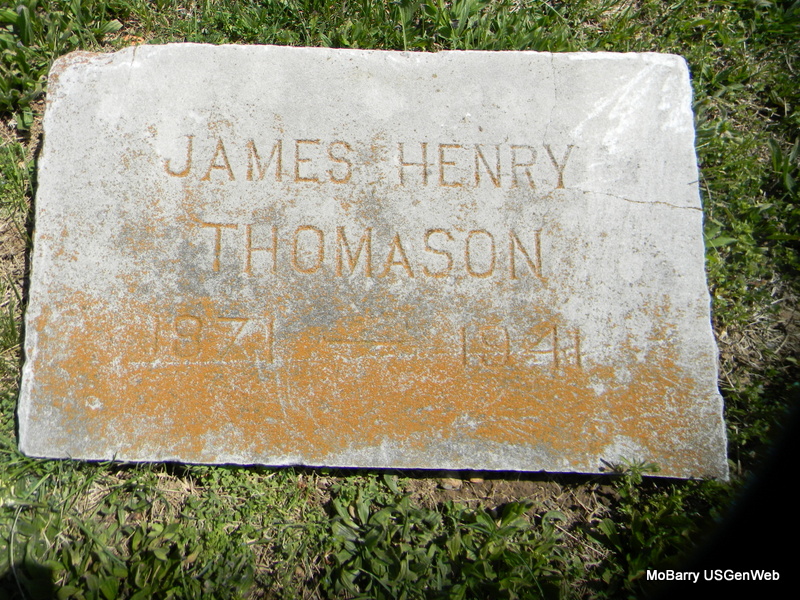 JAMES HENRY
THOMASON
1871 — 1941
MoBarry USGenWeb